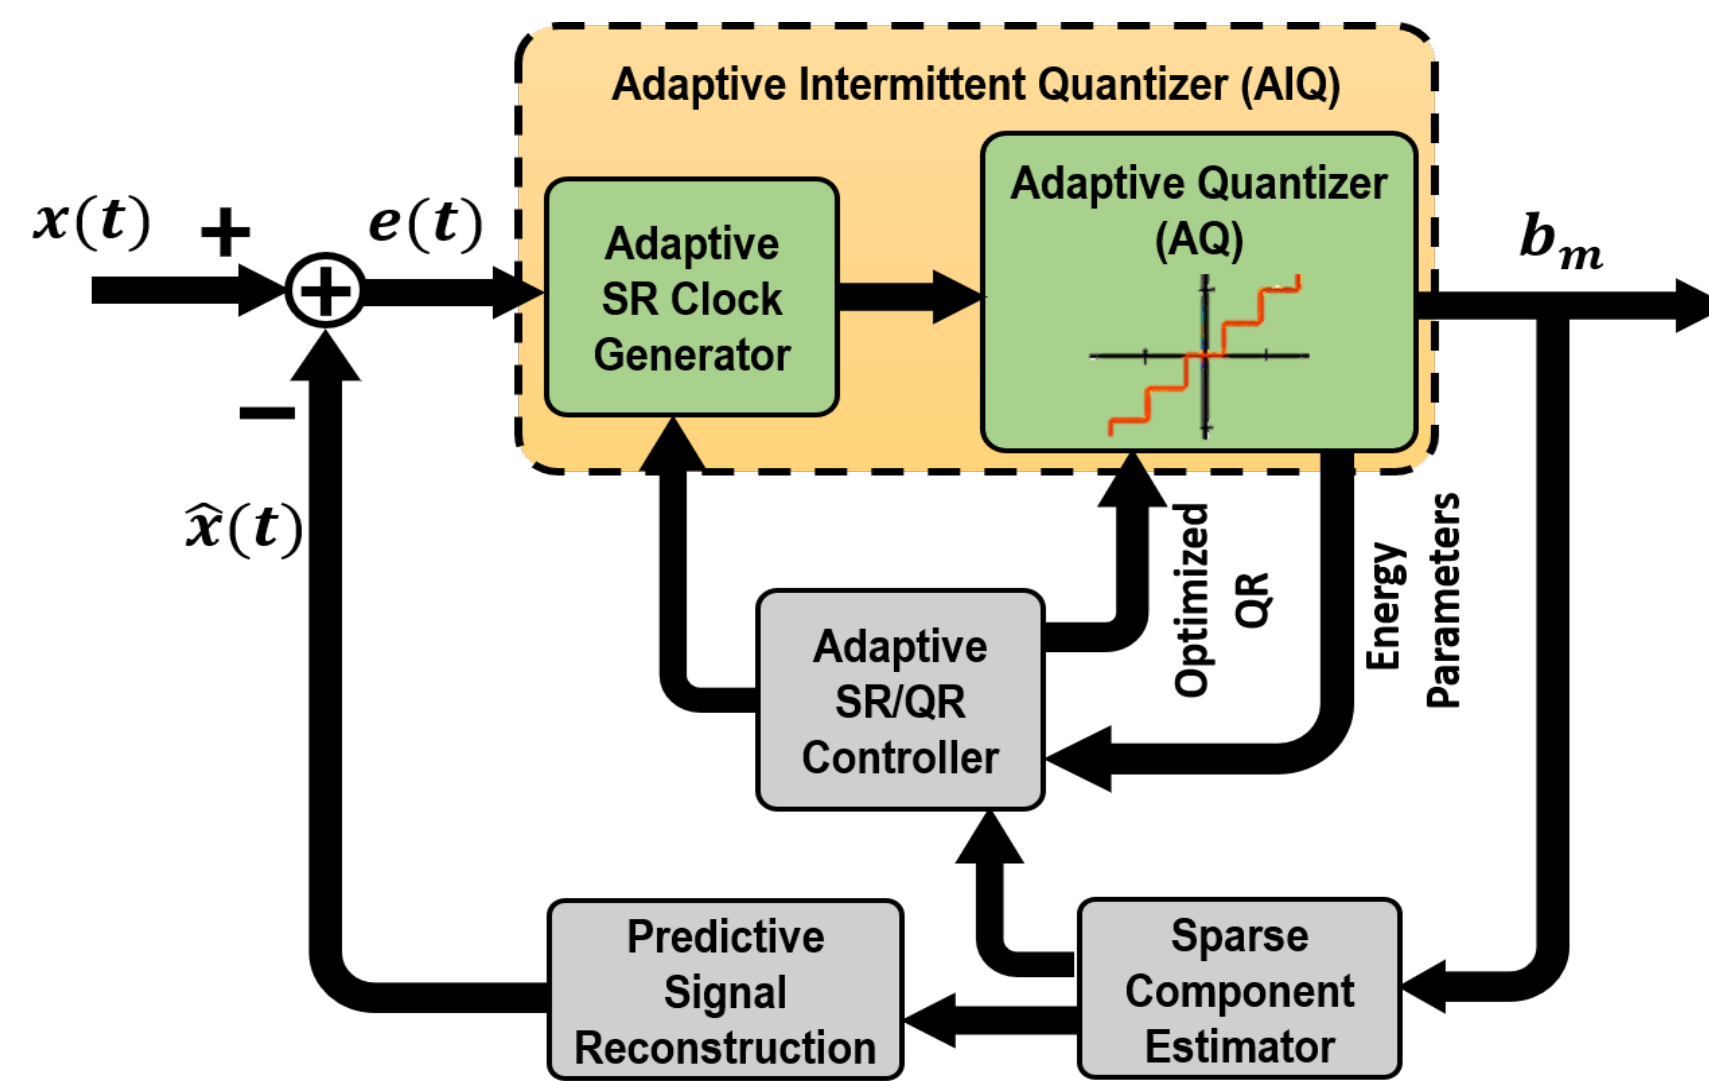 Adaptive Intermittent Quantizer (AIQ)
x(t)
+
e(t)
+
Adaptive
SR Clock
Generator
Adaptive Quantizer
(AQ)
b_m
−
x̂(t)
Optimized
QR
Energy
Parameters
Adaptive
SR/QR
Controller
Predictive
Signal
Reconstruction
Sparse
Component
Estimator